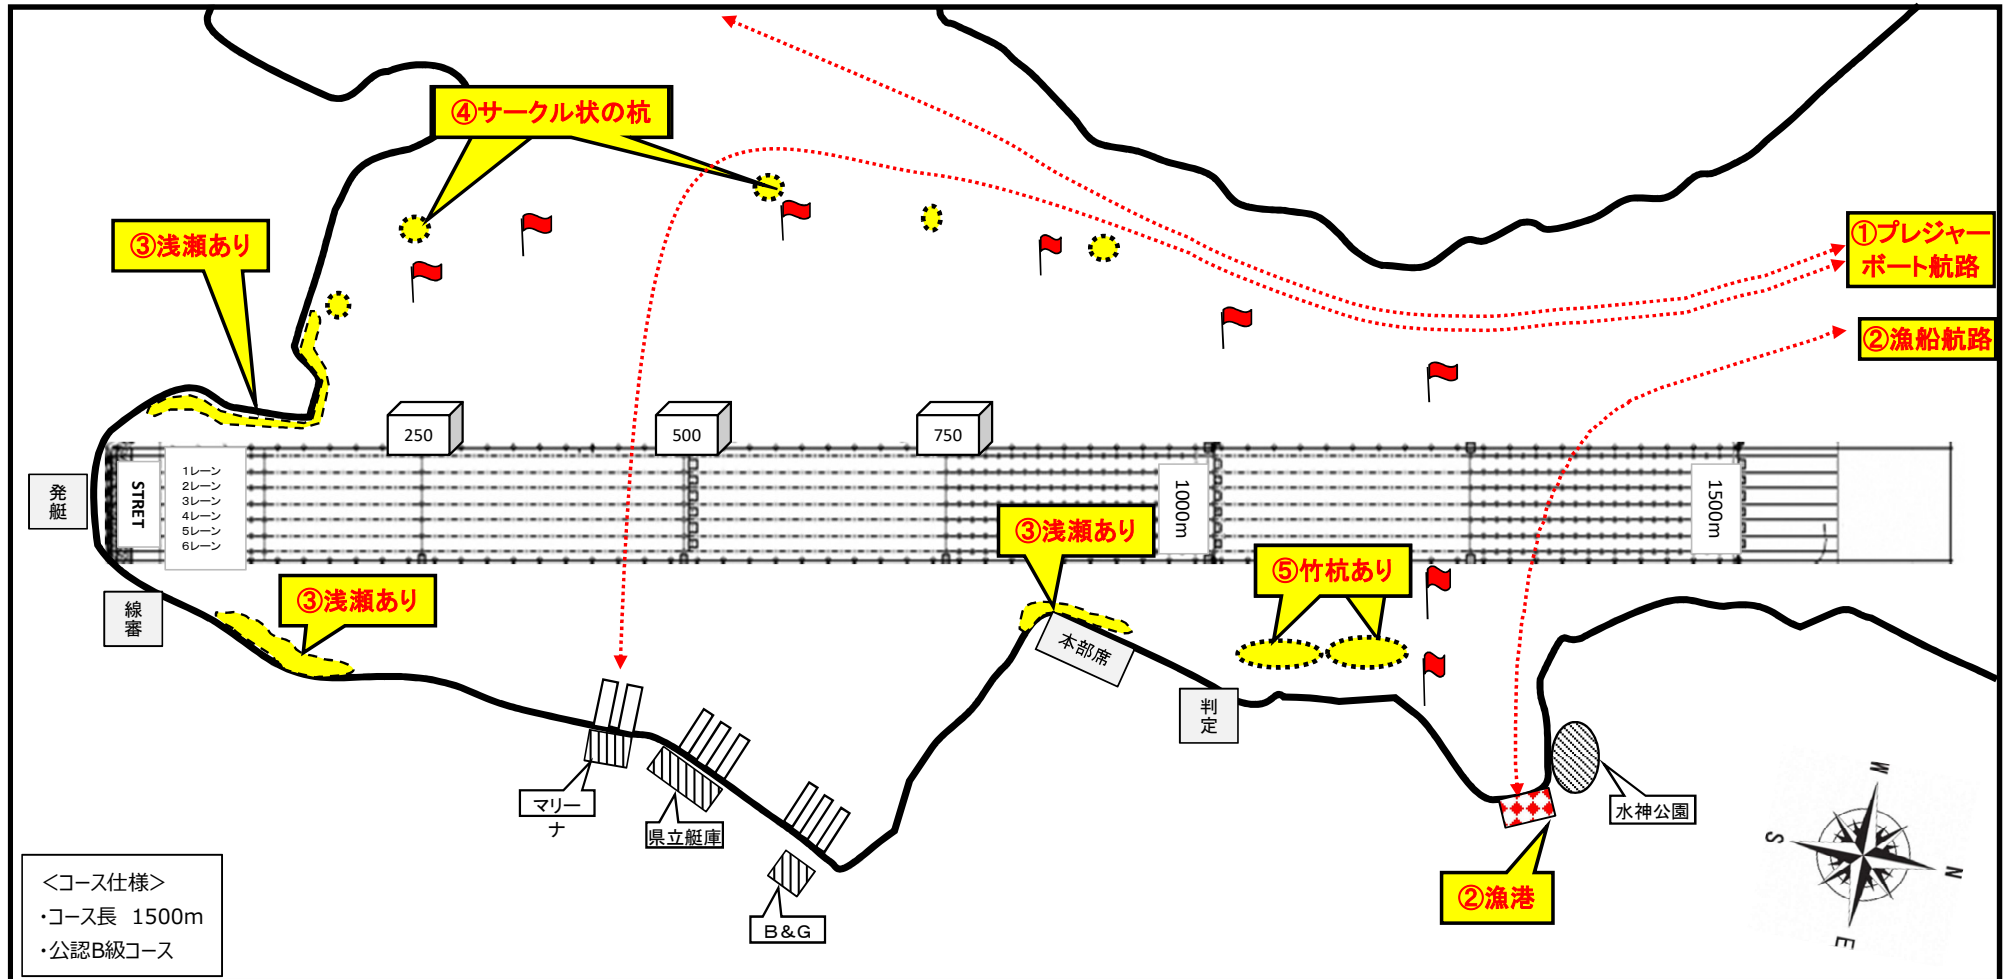 ④サークル状の杭
③浅瀬あり
①プレジャー
ボート航路
②漁船航路
250
500
750
発
艇
STRET
1レーン
2レーン
3レーン
4レーン
5レーン
6レーン
1000m
1500m
③浅瀬あり
⑤竹杭あり
③浅瀬あり
線
審
本部席
判
定
マリー
ナ
県立艇庫
B&G
水神公園
②漁港
W
S
N
E
<コース仕様>
・コース長 1500m
・公認B級コース